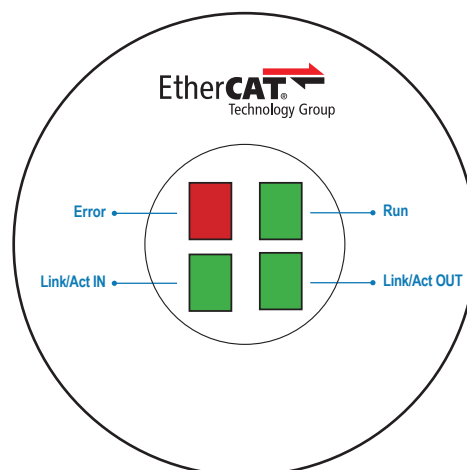 EtherCAT®
Technology Group
Error
Run
Link/Act IN
Link/Act OUT